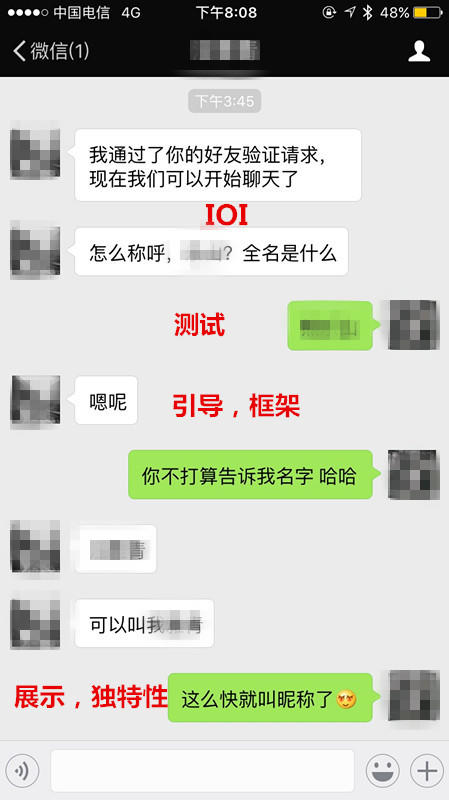 中国电信 4G 下午8:08 48%
微信(1)
下午3:45
我通过了你的好友验证请求，
现在我们可以开始聊天了
IOI
怎么称呼，
？全名是什么
测试
嗯呢
引导，框架
你不打算告诉我名字 哈哈
青
可以叫我
青
展示，独特性
这么快就叫昵称了